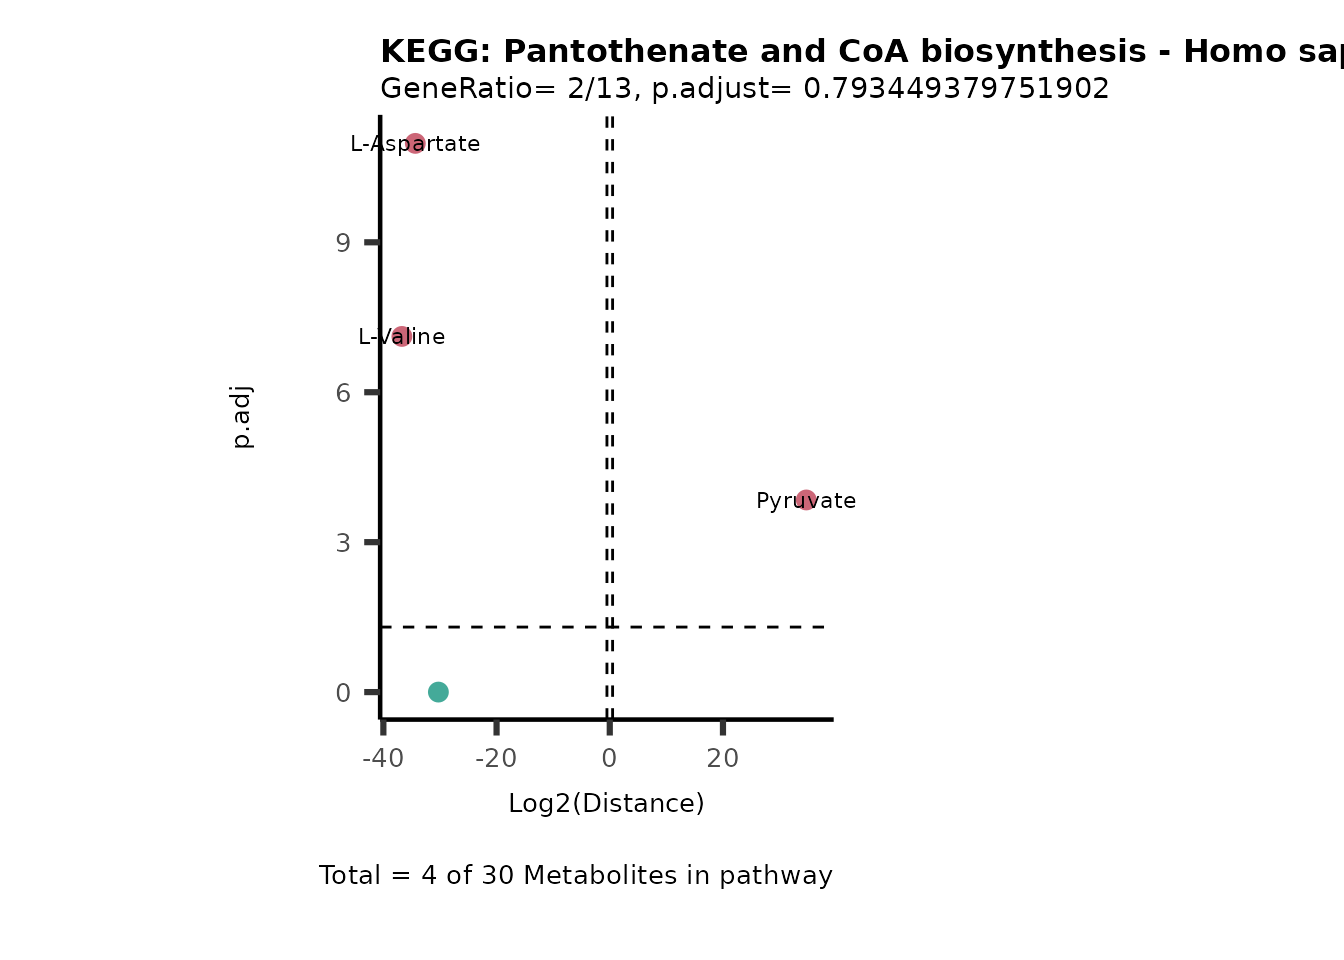 KEGG: Pantothenate and CoA biosynthesis - Homo sap
GeneRatio= 2/13, p.adjust= 0.793449379751902
L-Aspartate
9
L-Valine
6
p.adj
Pyruvate
3
0
-40 -20 0 20
Log2(Distance)
Total = 4 of 30 Metabolites in pathway